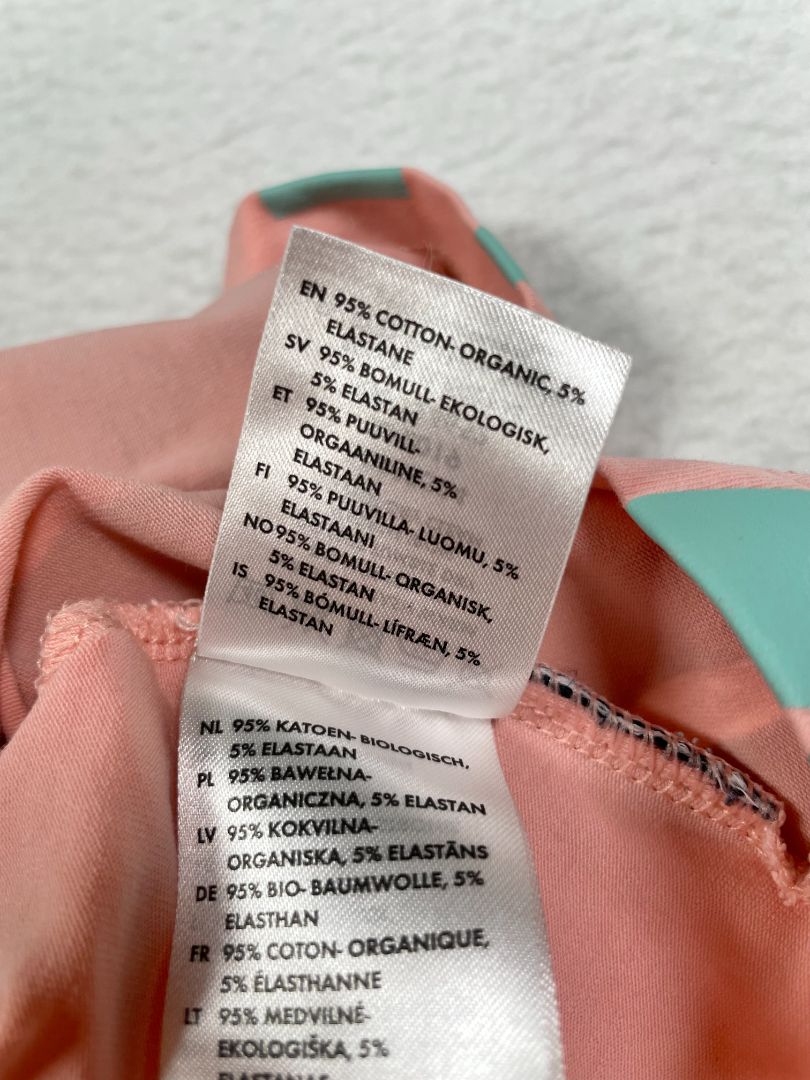 EN 95% COTTON- ORGANIC, 5%
ELASTANE
SV 95% BOMULL- EKOLOGISK,
5% ELASTAN
ET 95% PUUVILL-
ORGAANILINE, 5%
ELASTAAN
FI 95% PUUVILLA- LUOMU, 5%
ELASTAANI
NO 95% BOMULL- ORGANISK,
5% ELASTAN
IS 95% BÓMULL- LÍFRÆN, 5%
ELASTAN
NL 95% KATOEN- BIOLOGISCH,
5% ELASTAAN
PL 95% BAWEŁNA-
ORGANICZNA, 5% ELASTAN
LV 95% KOKVILNA-
ORGANISKA, 5% ELASTĀNS
DE 95% BIO- BAUMWOLLE, 5%
ELASTHAN
FR 95% COTON- ORGANIQUE,
5% ÉLASTHANNE
LT 95% MEDVILNĖ-
EKOLOGIŠKA, 5%
ELASTANAS